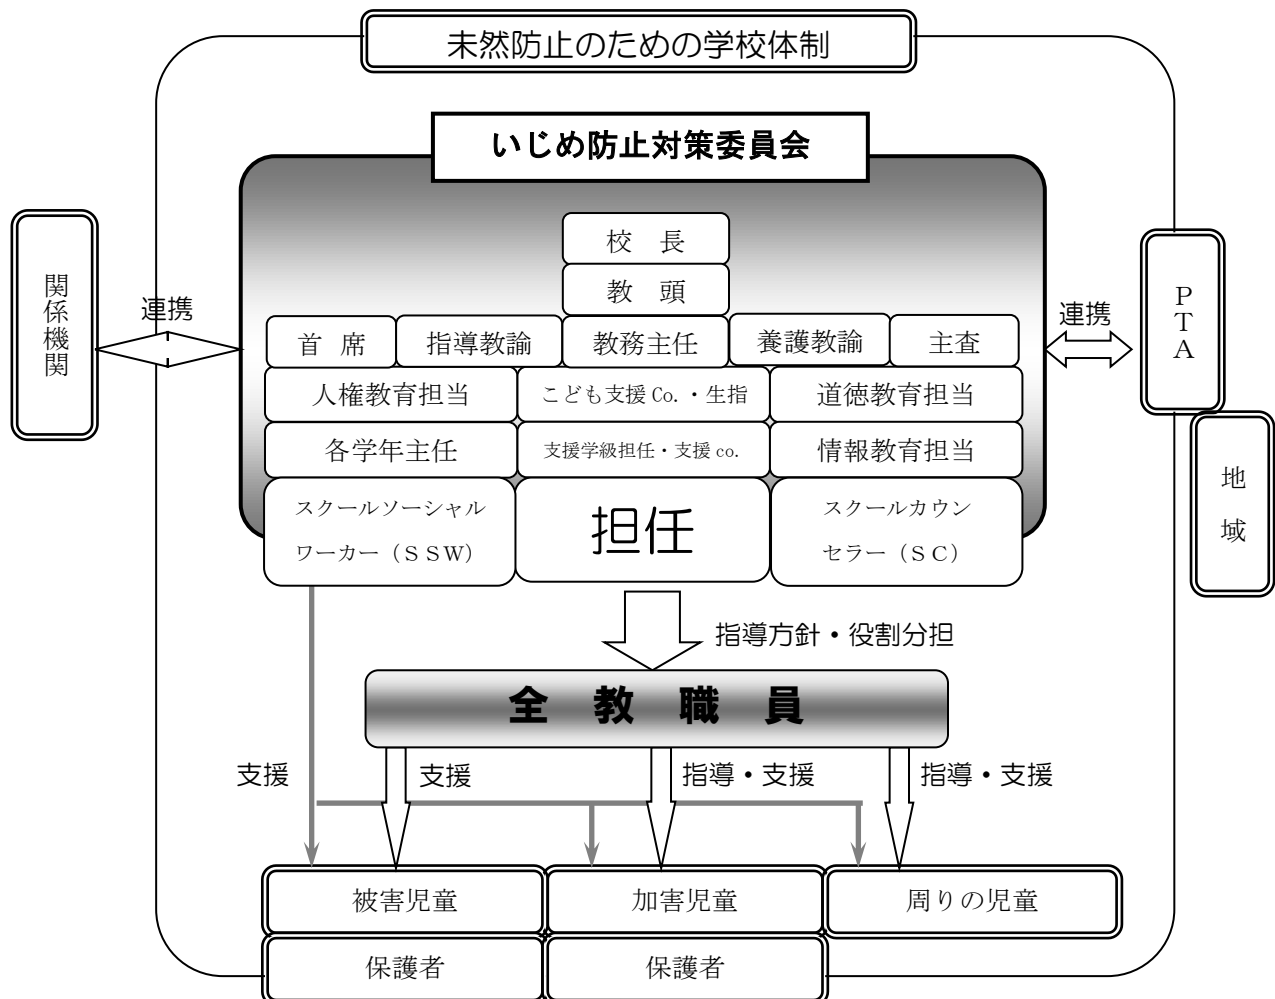 未然防止のための学校体制
いじめ防止対策委員会
校　長
教　頭
首　席
指導教諭
教務主任
養護教諭
主査
人権教育担当
こども支援 Co.・生指
道徳教育担当
各学年主任
支援学級担任・支援 co.
情報教育担当
スクールソーシャル
ワーカー（ＳＳＷ）
担任
スクールカウン
セラー（ＳＣ）
関係機関
連携
連携
ＰＴＡ
地　域
指導方針・役割分担
全　教　職　員
支援
支援
指導・支援
指導・支援
被害児童
加害児童
周りの児童
保護者
保護者